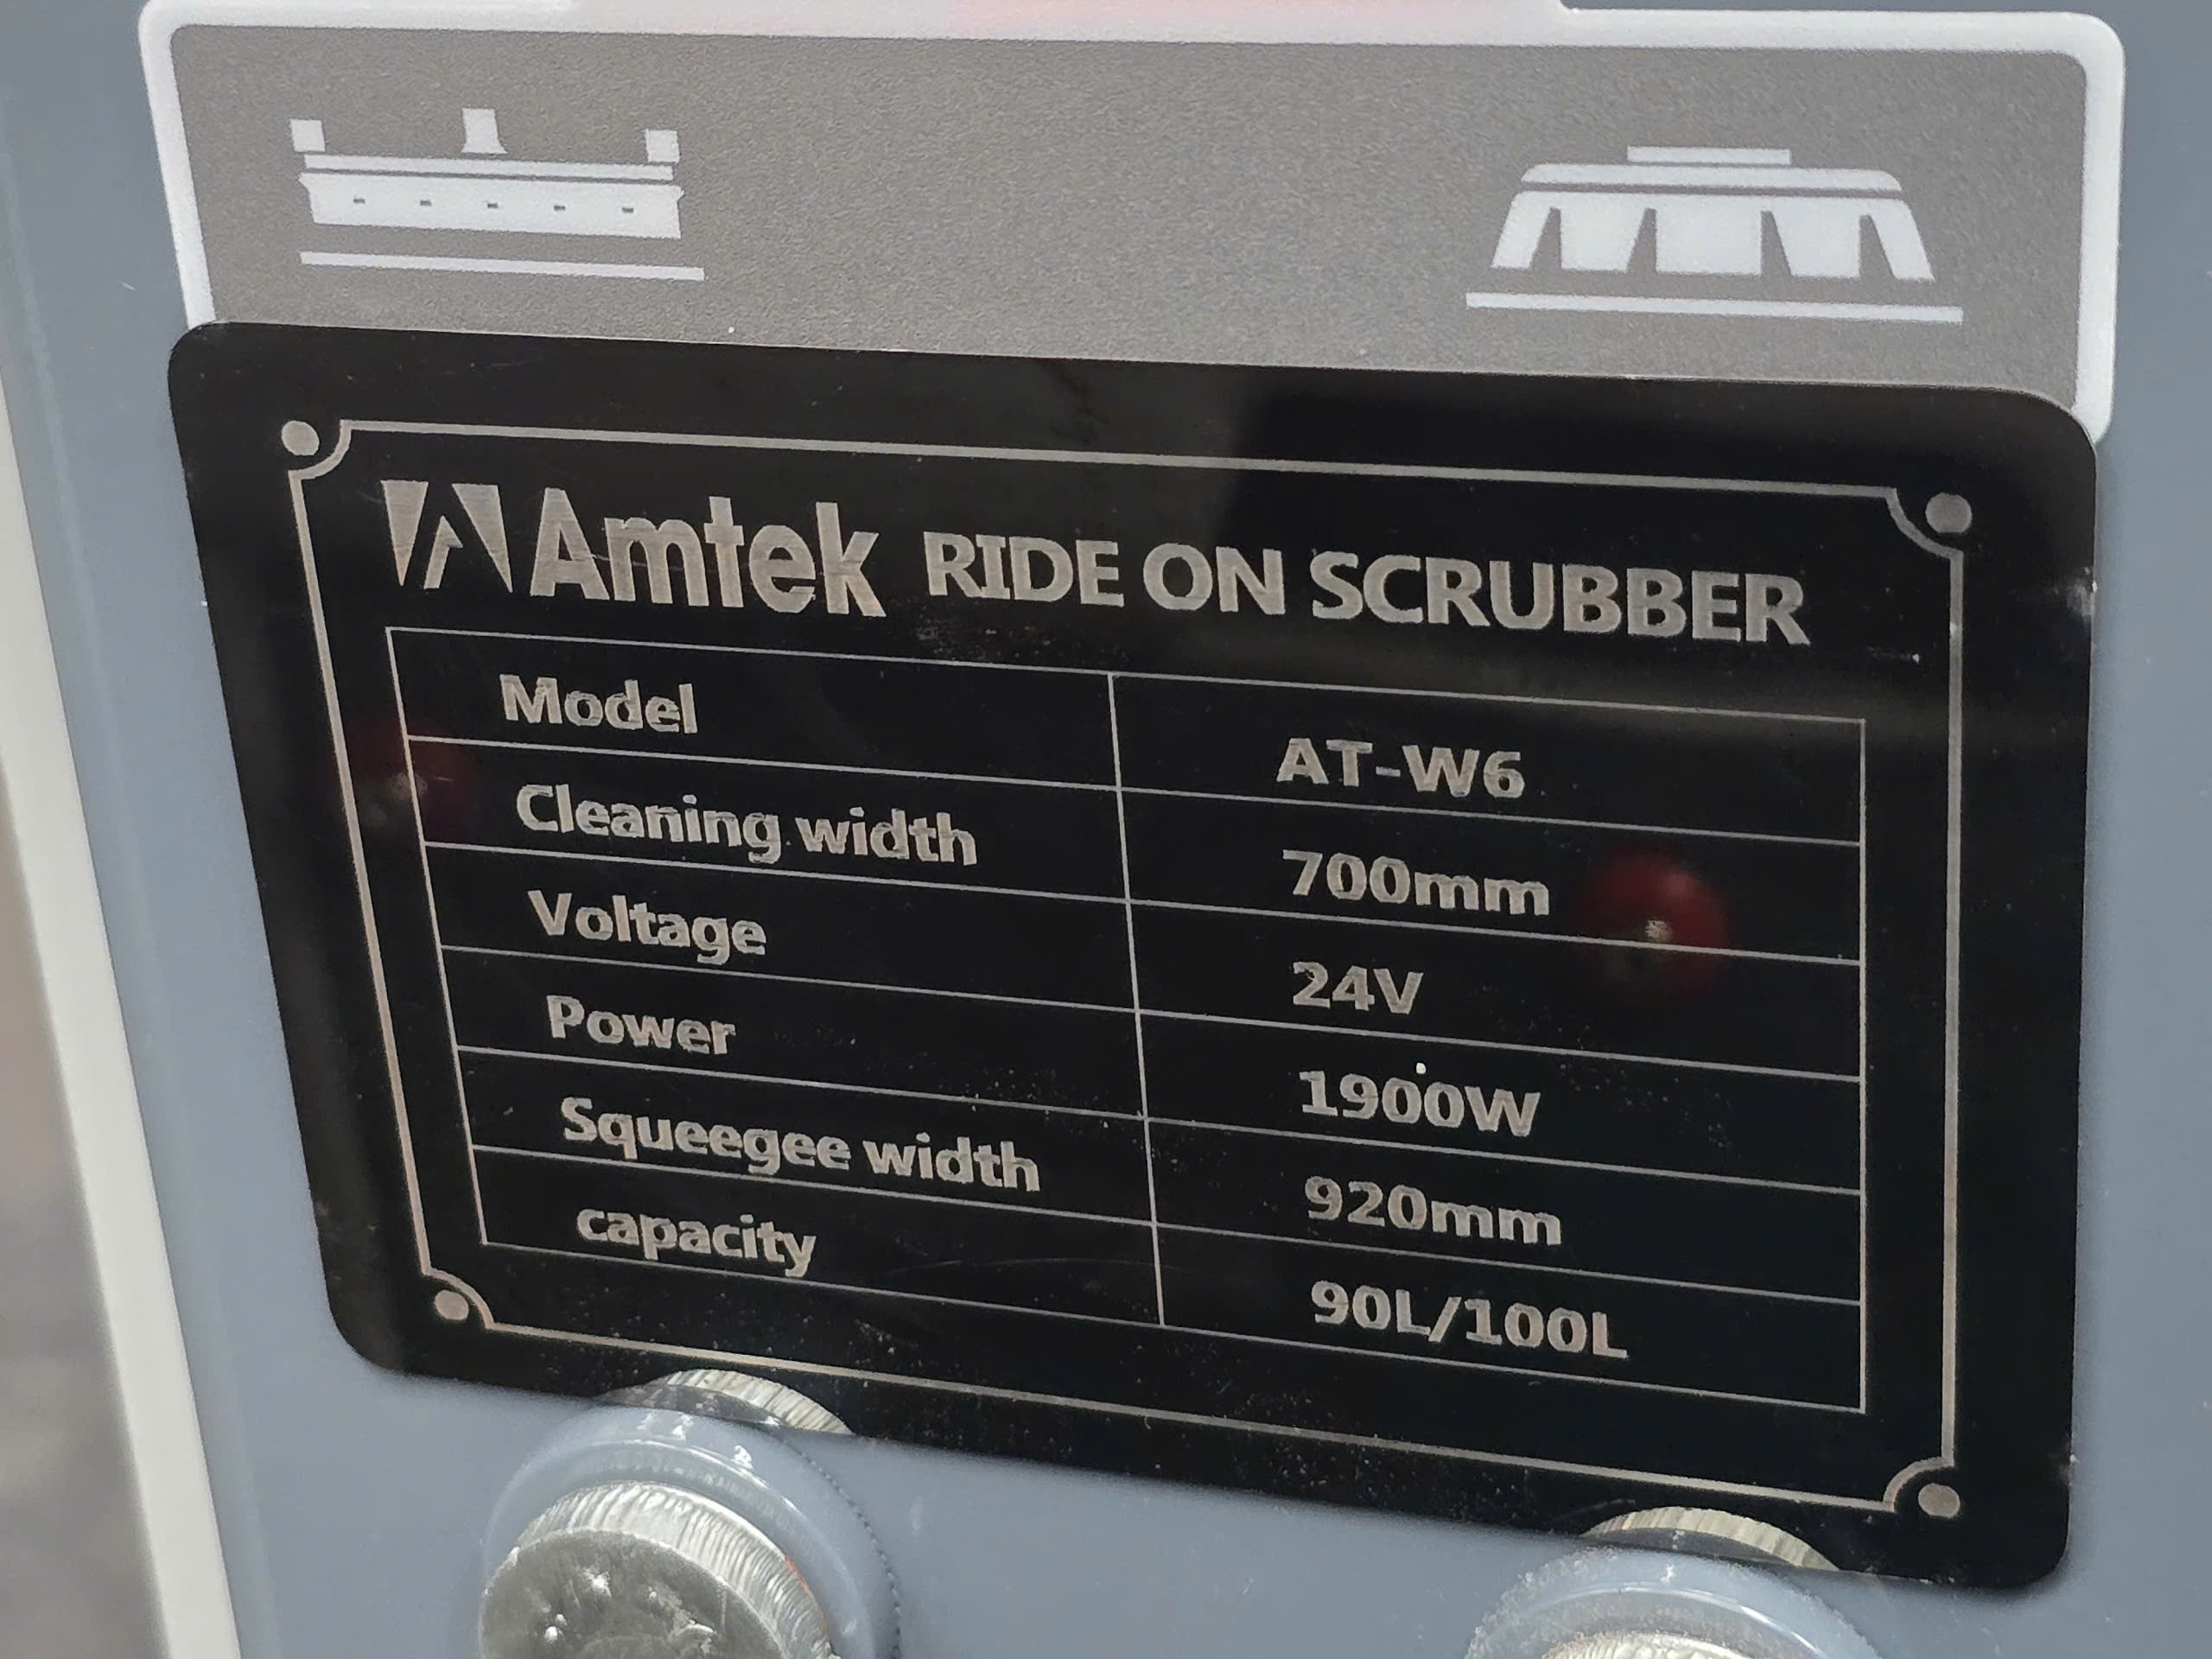 Amtek RIDE ON SCRUBBER
Model AT-W6
Cleaning width 700mm
Voltage 24V
Power 1900W
Squeegee width 920mm
capacity 90L/100L